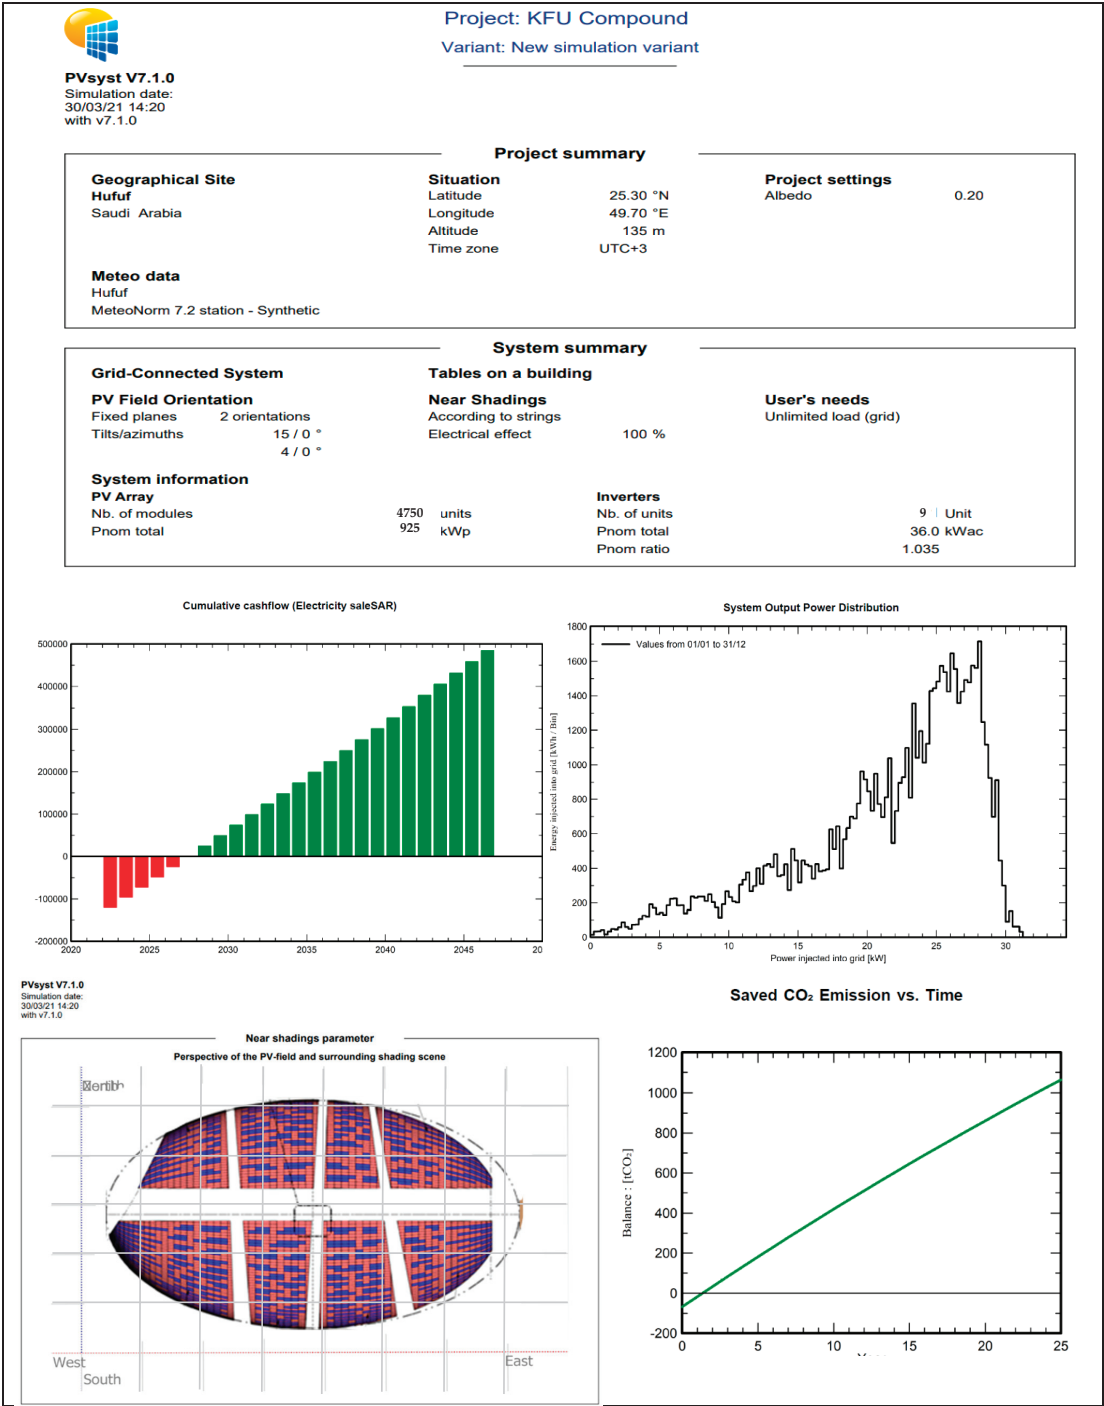 Project: KFU Compound
Variant: New simulation variant
PVsyst V7.1.0
Simulation date:
30/03/21 14:20
with v7.1.0
Project summary
Geographical Site
Hufuf
Saudi Arabia
Situation
Latitude 25.30 °N
Longitude 49.70 °E
Altitude 135 m
Time zone UTC+3
Project settings
Albedo 0.20
Meteo data
Hufuf
MeteoNorm 7.2 station - Synthetic
System summary
Grid-Connected System
Tables on a building
PV Field Orientation
Fixed planes 2 orientations
Tilts/azimuths 15 / 0 °
4 / 0 °
Near Shadings
According to strings
Electrical effect 100 %
User's needs
Unlimited load (grid)
System information
PV Array
Nb. of modules 4750 units
Pnom total 925 kWp
Inverters
Nb. of units 9 Unit
Pnom total 36.0 kWac
Pnom ratio 1.035
Cumulative cashflow (Electricity saleSAR)
500000
400000
300000
200000
100000
0
-100000
-200000
2020 2025 2030 2035 2040 2045 20
System Output Power Distribution
Values from 01/01 to 31/12
Energy injected into grid [kWh / Bin]
1800
1600
1400
1200
1000
800
600
400
200
0
0 5 10 15 20 25 30
Power injected into grid [kW]
PVsyst V7.1.0
Simulation date:
30/03/21 14:20
with v7.1.0
Near shadings parameter
Perspective of the PV-field and surrounding shading scene
West
South
East
Saved CO₂ Emission vs. Time
Balance : [tCO₂]
1200
1000
800
600
400
200
0
-200
0 5 10 15 20 25